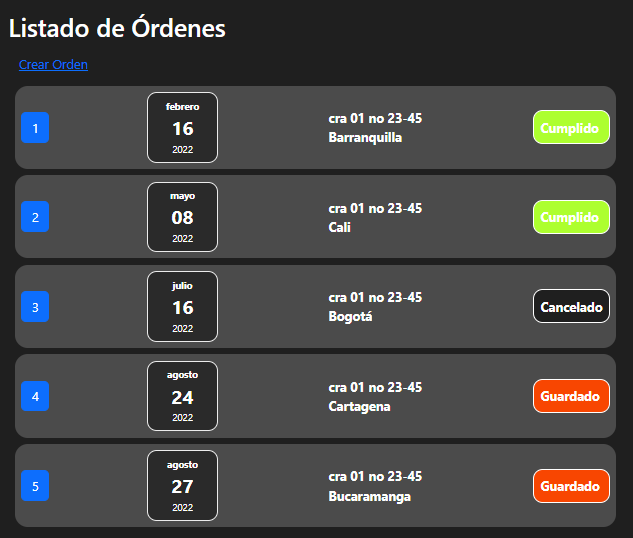 Listado de Órdenes
Crear Orden
1
febrero
16
2022
cra 01 no 23-45
Barranquilla
Cumplido
2
mayo
08
2022
cra 01 no 23-45
Cali
Cumplido
3
julio
16
2022
cra 01 no 23-45
Bogotá
Cancelado
4
agosto
24
2022
cra 01 no 23-45
Cartagena
Guardado
5
agosto
27
2022
cra 01 no 23-45
Bucaramanga
Guardado